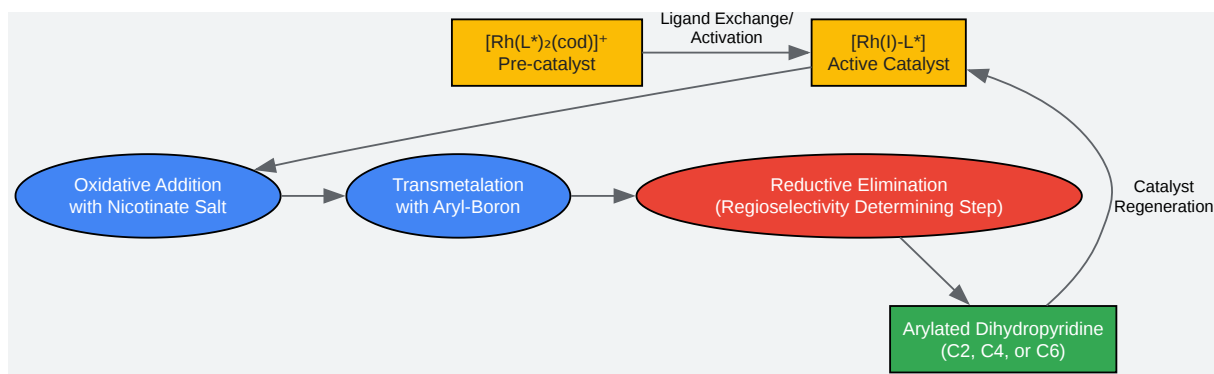 [Rh(L*)₂(cod)]⁺
Pre-catalyst
Ligand Exchange/
Activation
[Rh(I)-L*]
Active Catalyst
Oxidative Addition
with Nicotinate Salt
Transmetalation
with Aryl-Boron
Reductive Elimination
(Regioselectivity Determining Step)
Catalyst
Regeneration
Arylated Dihydropyridine
(C2, C4, or C6)